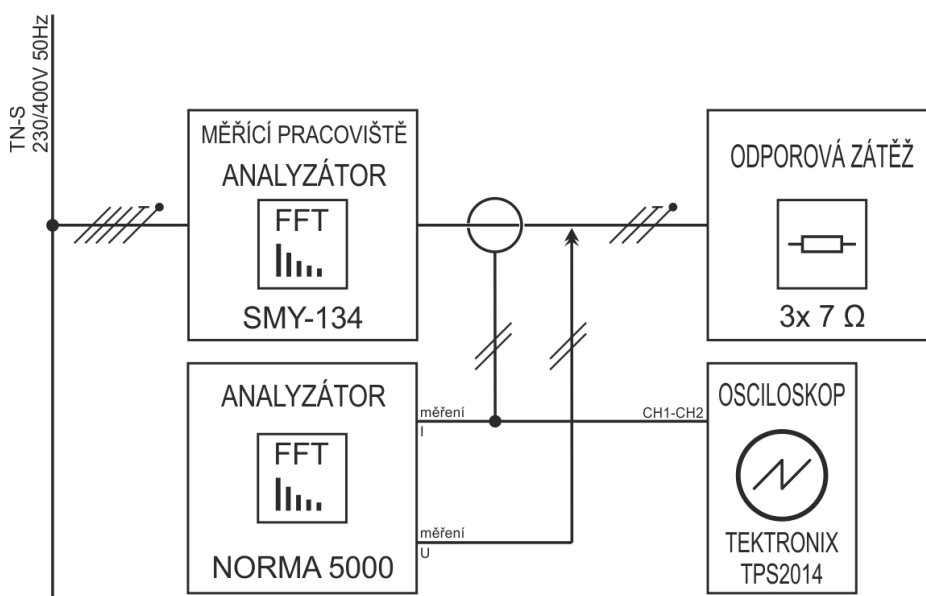 TN-S
230/400V 50Hz
MĚŘÍCÍ PRACOVIŠTĚ
ANALYZÁTOR
FFT
SMY-134
ODPOROVÁ ZÁTĚŽ
3x 7 Ω
ANALYZÁTOR
FFT
NORMA 5000
měření
I
měření
U
CH1-CH2
OSCILOSKOP
TEKTRONIX
TPS2014